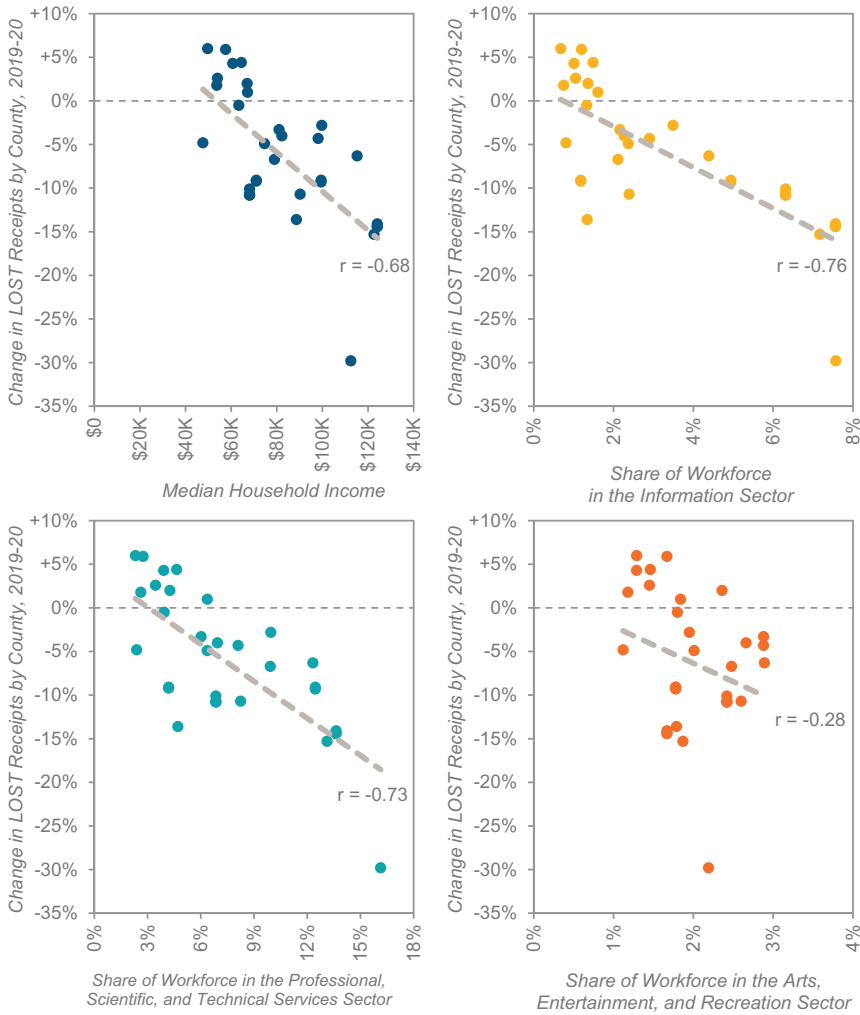 Change in LOST Receipts by County, 2019-20
+10%
+5%
0%
-5%
-10%
-15%
-20%
-25%
-30%
-35%
r = -0.68
$0
$20K
$40K
$60K
$80K
$100K
$120K
$140K
Median Household Income
Change in LOST Receipts by County, 2019-20
+10%
+5%
0%
-5%
-10%
-15%
-20%
-25%
-30%
-35%
r = -0.76
0%
2%
4%
6%
8%
Share of Workforce
in the Information Sector
Change in LOST Receipts by County, 2019-20
+10%
+5%
0%
-5%
-10%
-15%
-20%
-25%
-30%
-35%
r = -0.73
0%
3%
6%
9%
12%
15%
18%
Share of Workforce in the Professional,
Scientific, and Technical Services Sector
Change in LOST Receipts by County, 2019-20
+10%
+5%
0%
-5%
-10%
-15%
-20%
-25%
-30%
-35%
r = -0.28
0%
1%
2%
3%
4%
Share of Workforce in the Arts,
Entertainment, and Recreation Sector